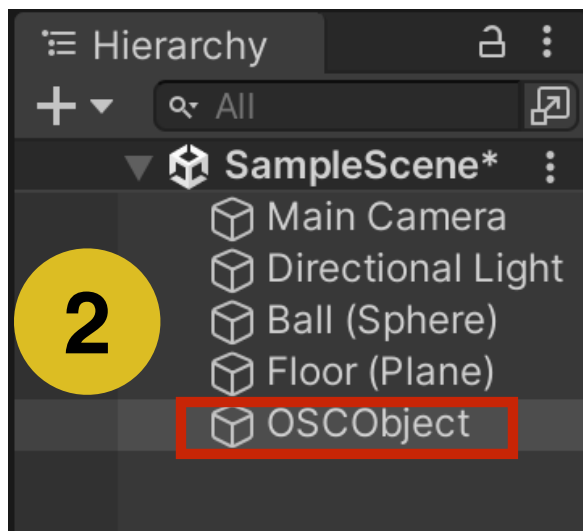 Hierarchy
All
SampleScene*
Main Camera
Directional Light
2
Ball (Sphere)
Floor (Plane)
OSCObject